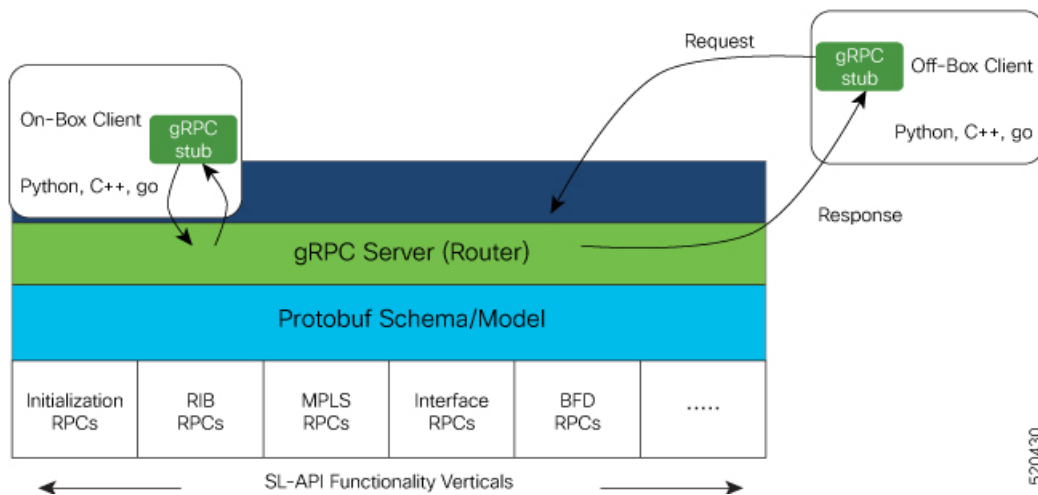 Request
gRPC
stub
Off-Box Client
Python, C++, go
On-Box Client
gRPC
stub
Python, C++, go
Response
gRPC Server (Router)
Protobuf Schema/Model
Initialization
RPCs
RIB
RPCs
MPLS
RPCs
Interface
RPCs
BFD
RPCs
.....
SL-API Functionality Verticals
520430